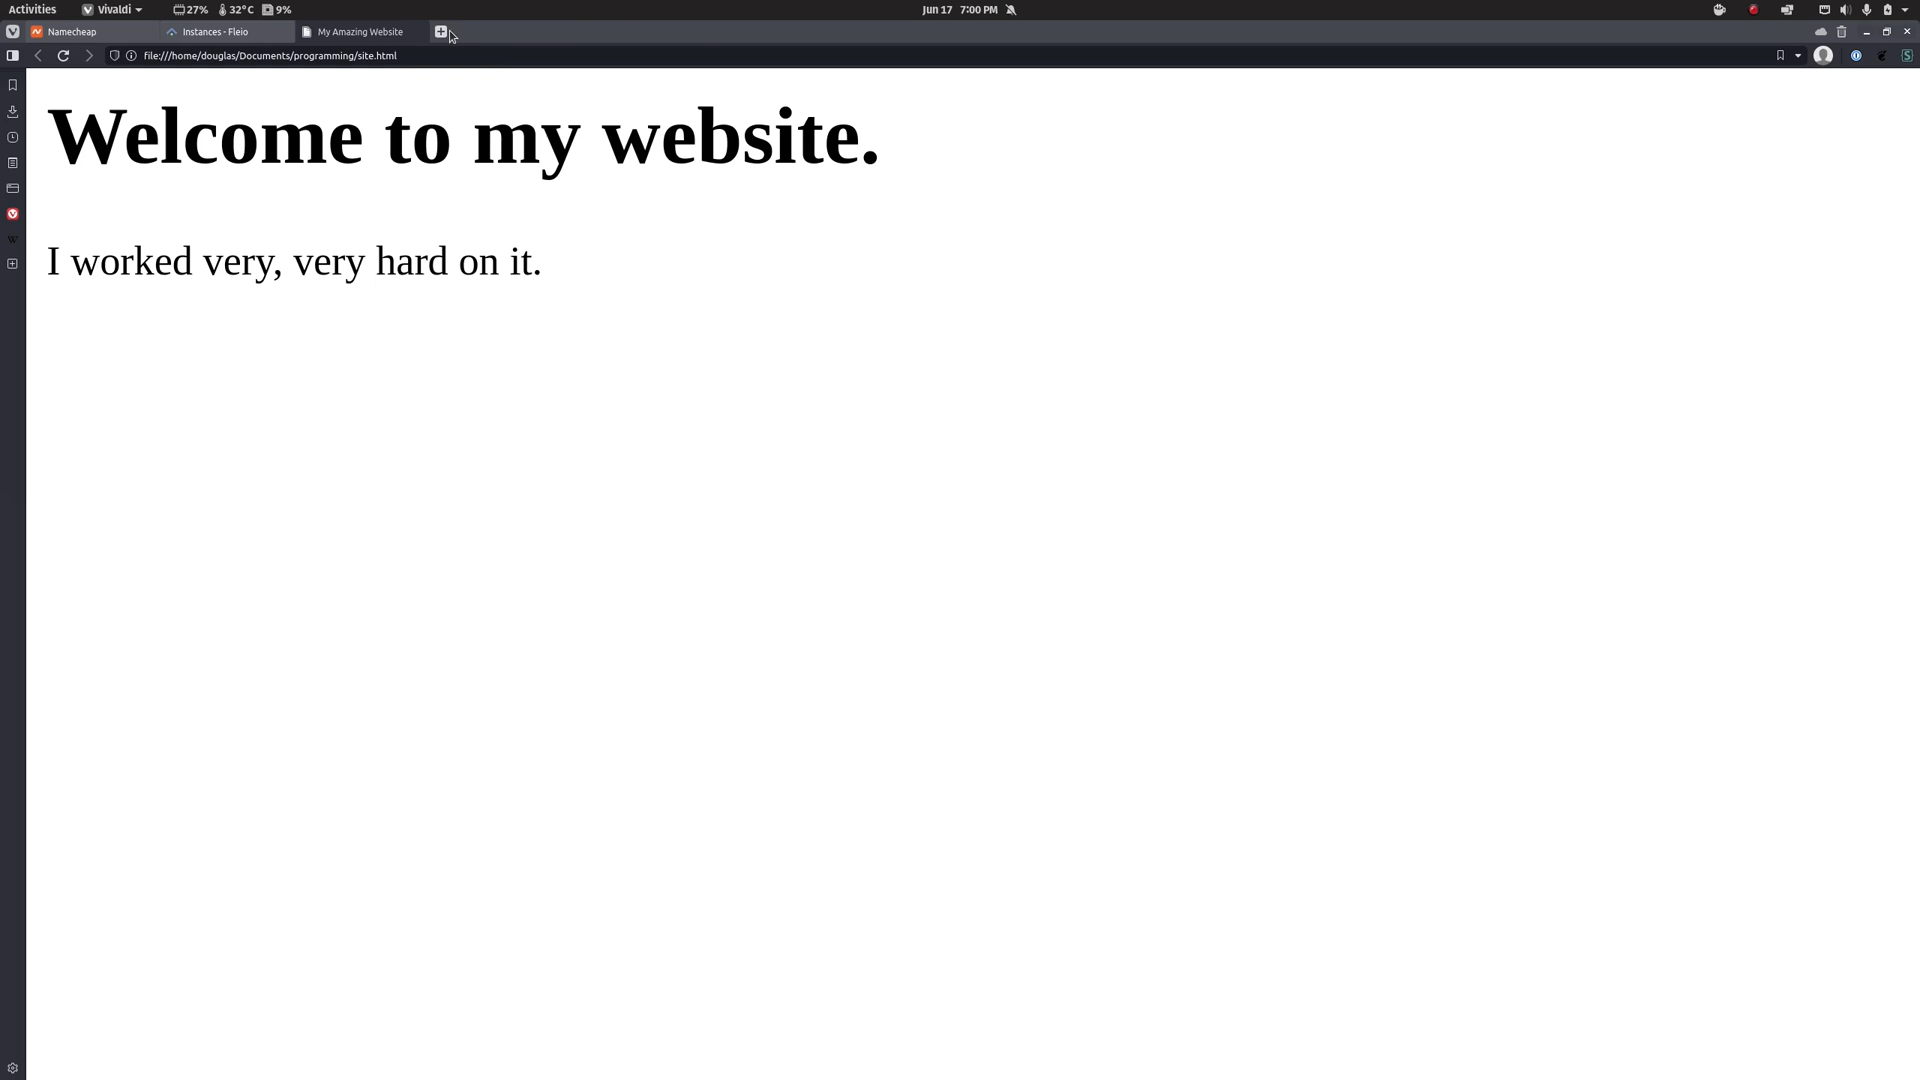 Activities Vivaldi 27% 32°C 9% Jun 17 7:00 PM
Namecheap Instances - Fleio My Amazing Website
file:///home/douglas/Documents/programming/site.html
Welcome to my website.
I worked very, very hard on it.